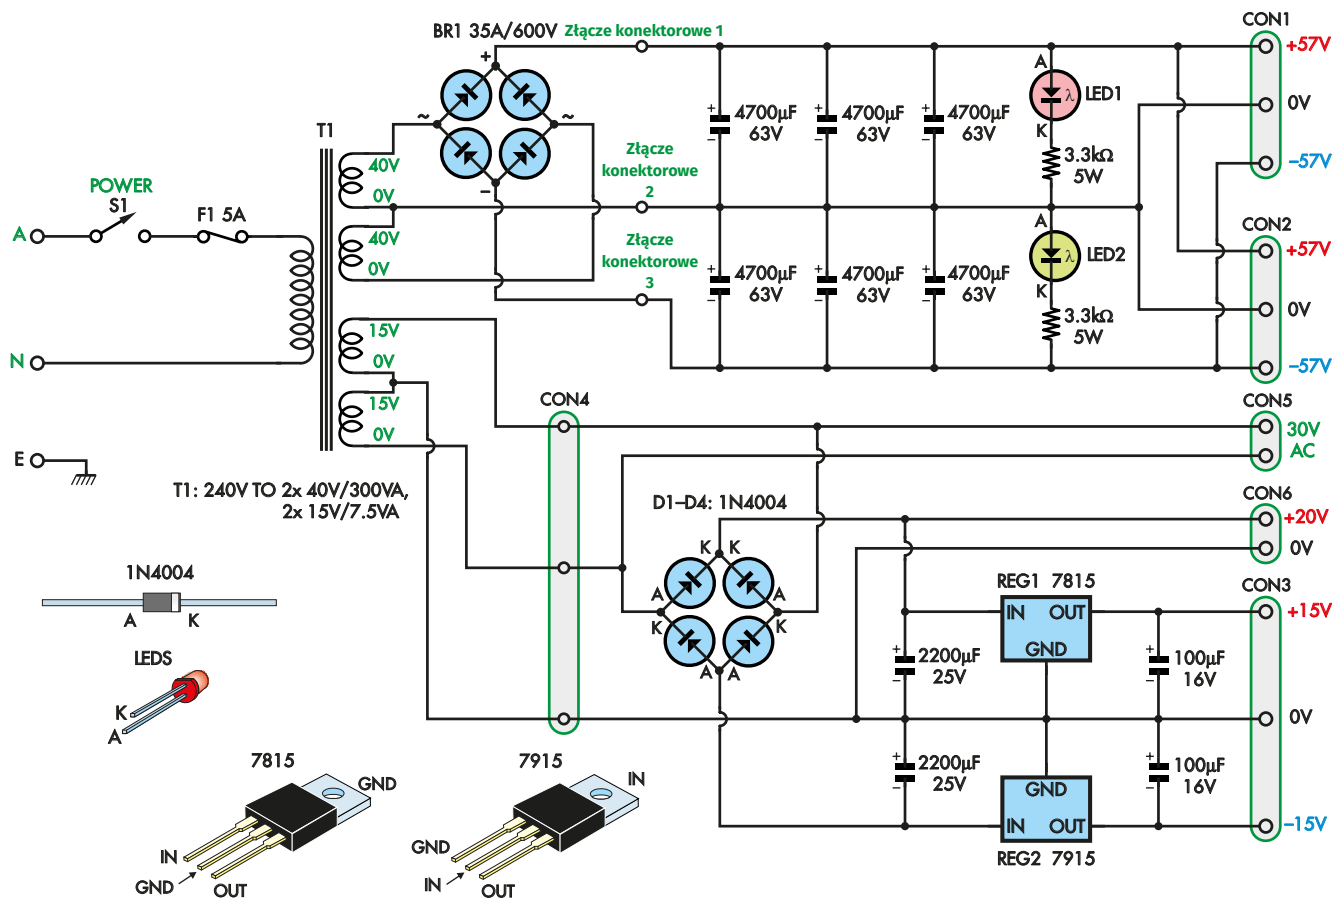 BR1 35A/600V
Złącze konektorowe 1
CON1
+57V
0V
–57V
+
~
~
–
T1
40V
0V
40V
0V
Złącze
konektorowe
2
Złącze
konektorowe
3
+
4700µF
–
63V
+
4700µF
–
63V
+
4700µF
–
63V
A
λ
LED1
K
3.3kΩ
5W
POWER
S1
F1 5A
A
N
E
+
4700µF
–
63V
+
4700µF
–
63V
+
4700µF
–
63V
A
λ
LED2
K
3.3kΩ
5W
CON2
+57V
0V
–57V
15V
0V
15V
0V
CON4
CON5
30V
AC
T1: 240V TO 2x 40V/300VA,
2x 15V/7.5VA
D1–D4: 1N4004
K K
A A
K K
A A
CON6
+20V
0V
1N4004
A K
LEDS
K
A
REG1 7815
IN OUT
GND
CON3
+15V
0V
–15V
+
2200µF
–
25V
+
100µF
–
16V
+
2200µF
–
25V
+
100µF
–
16V
GND
IN OUT
REG2 7915
7815
GND
IN
GND
OUT
7915
IN
GND
IN
OUT